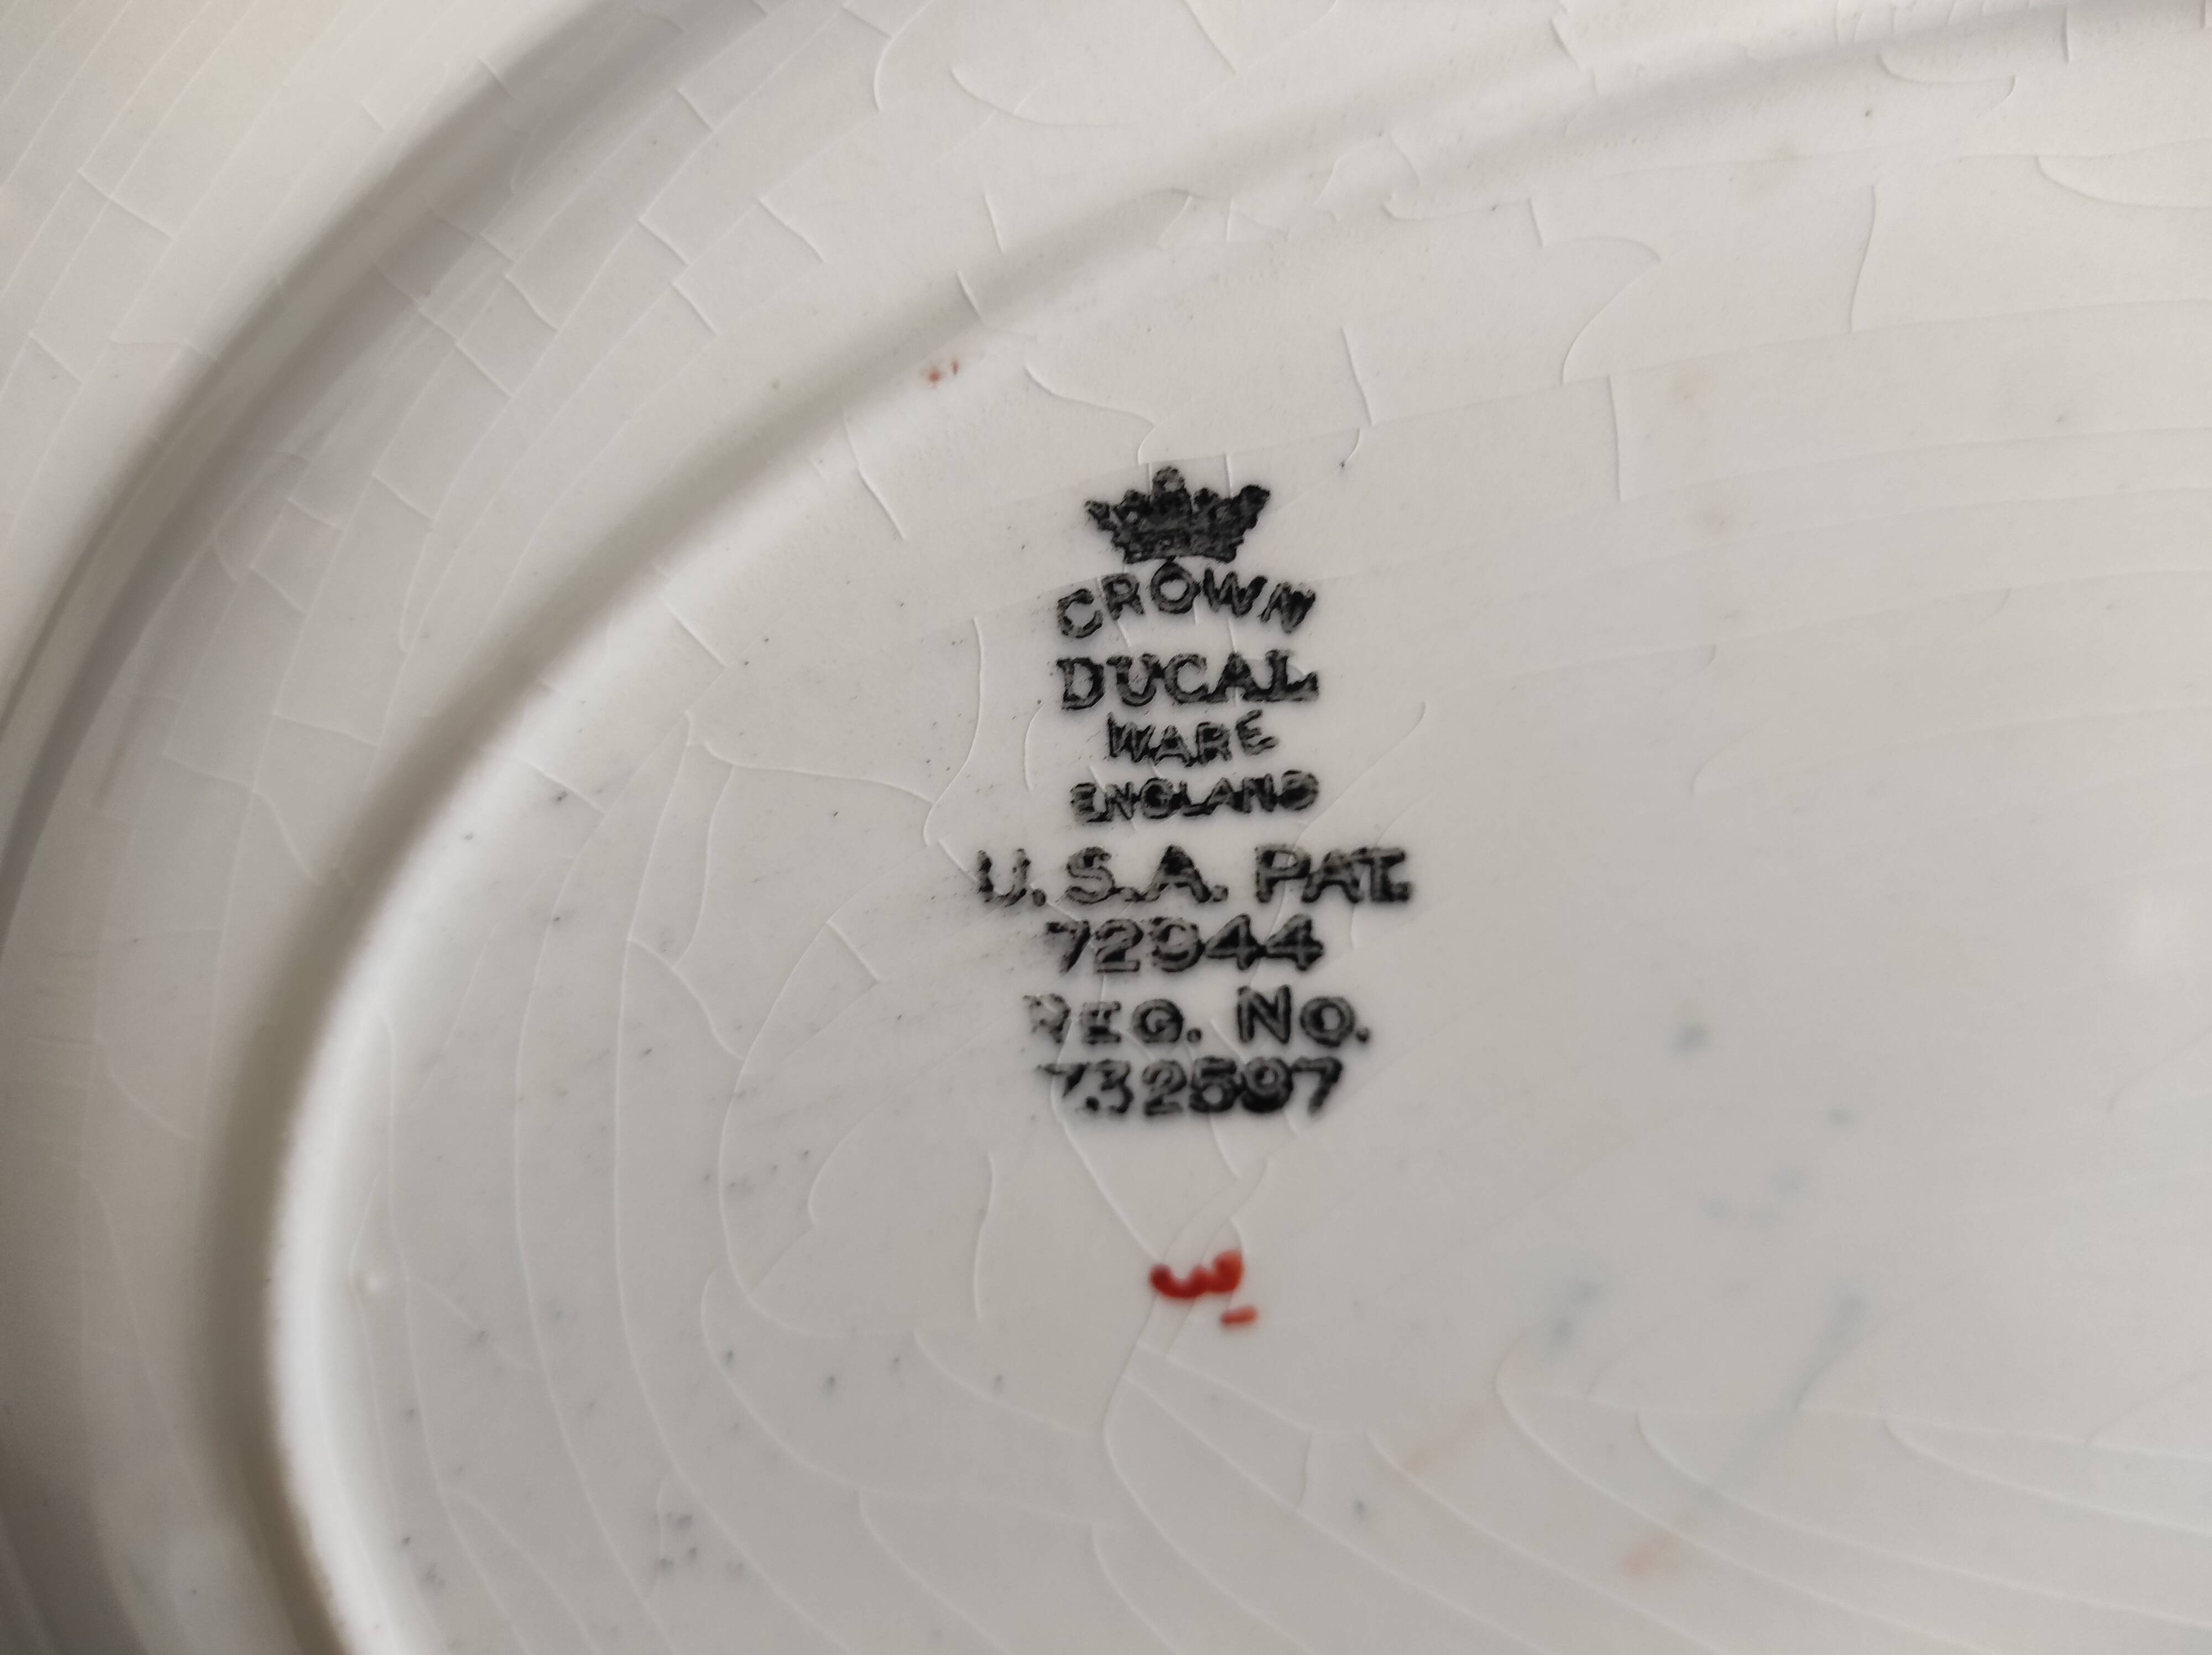 CROWN
DUCAL
WARE
ENGLAND
U.S.A. PAT.
72944
REG. NO.
732597